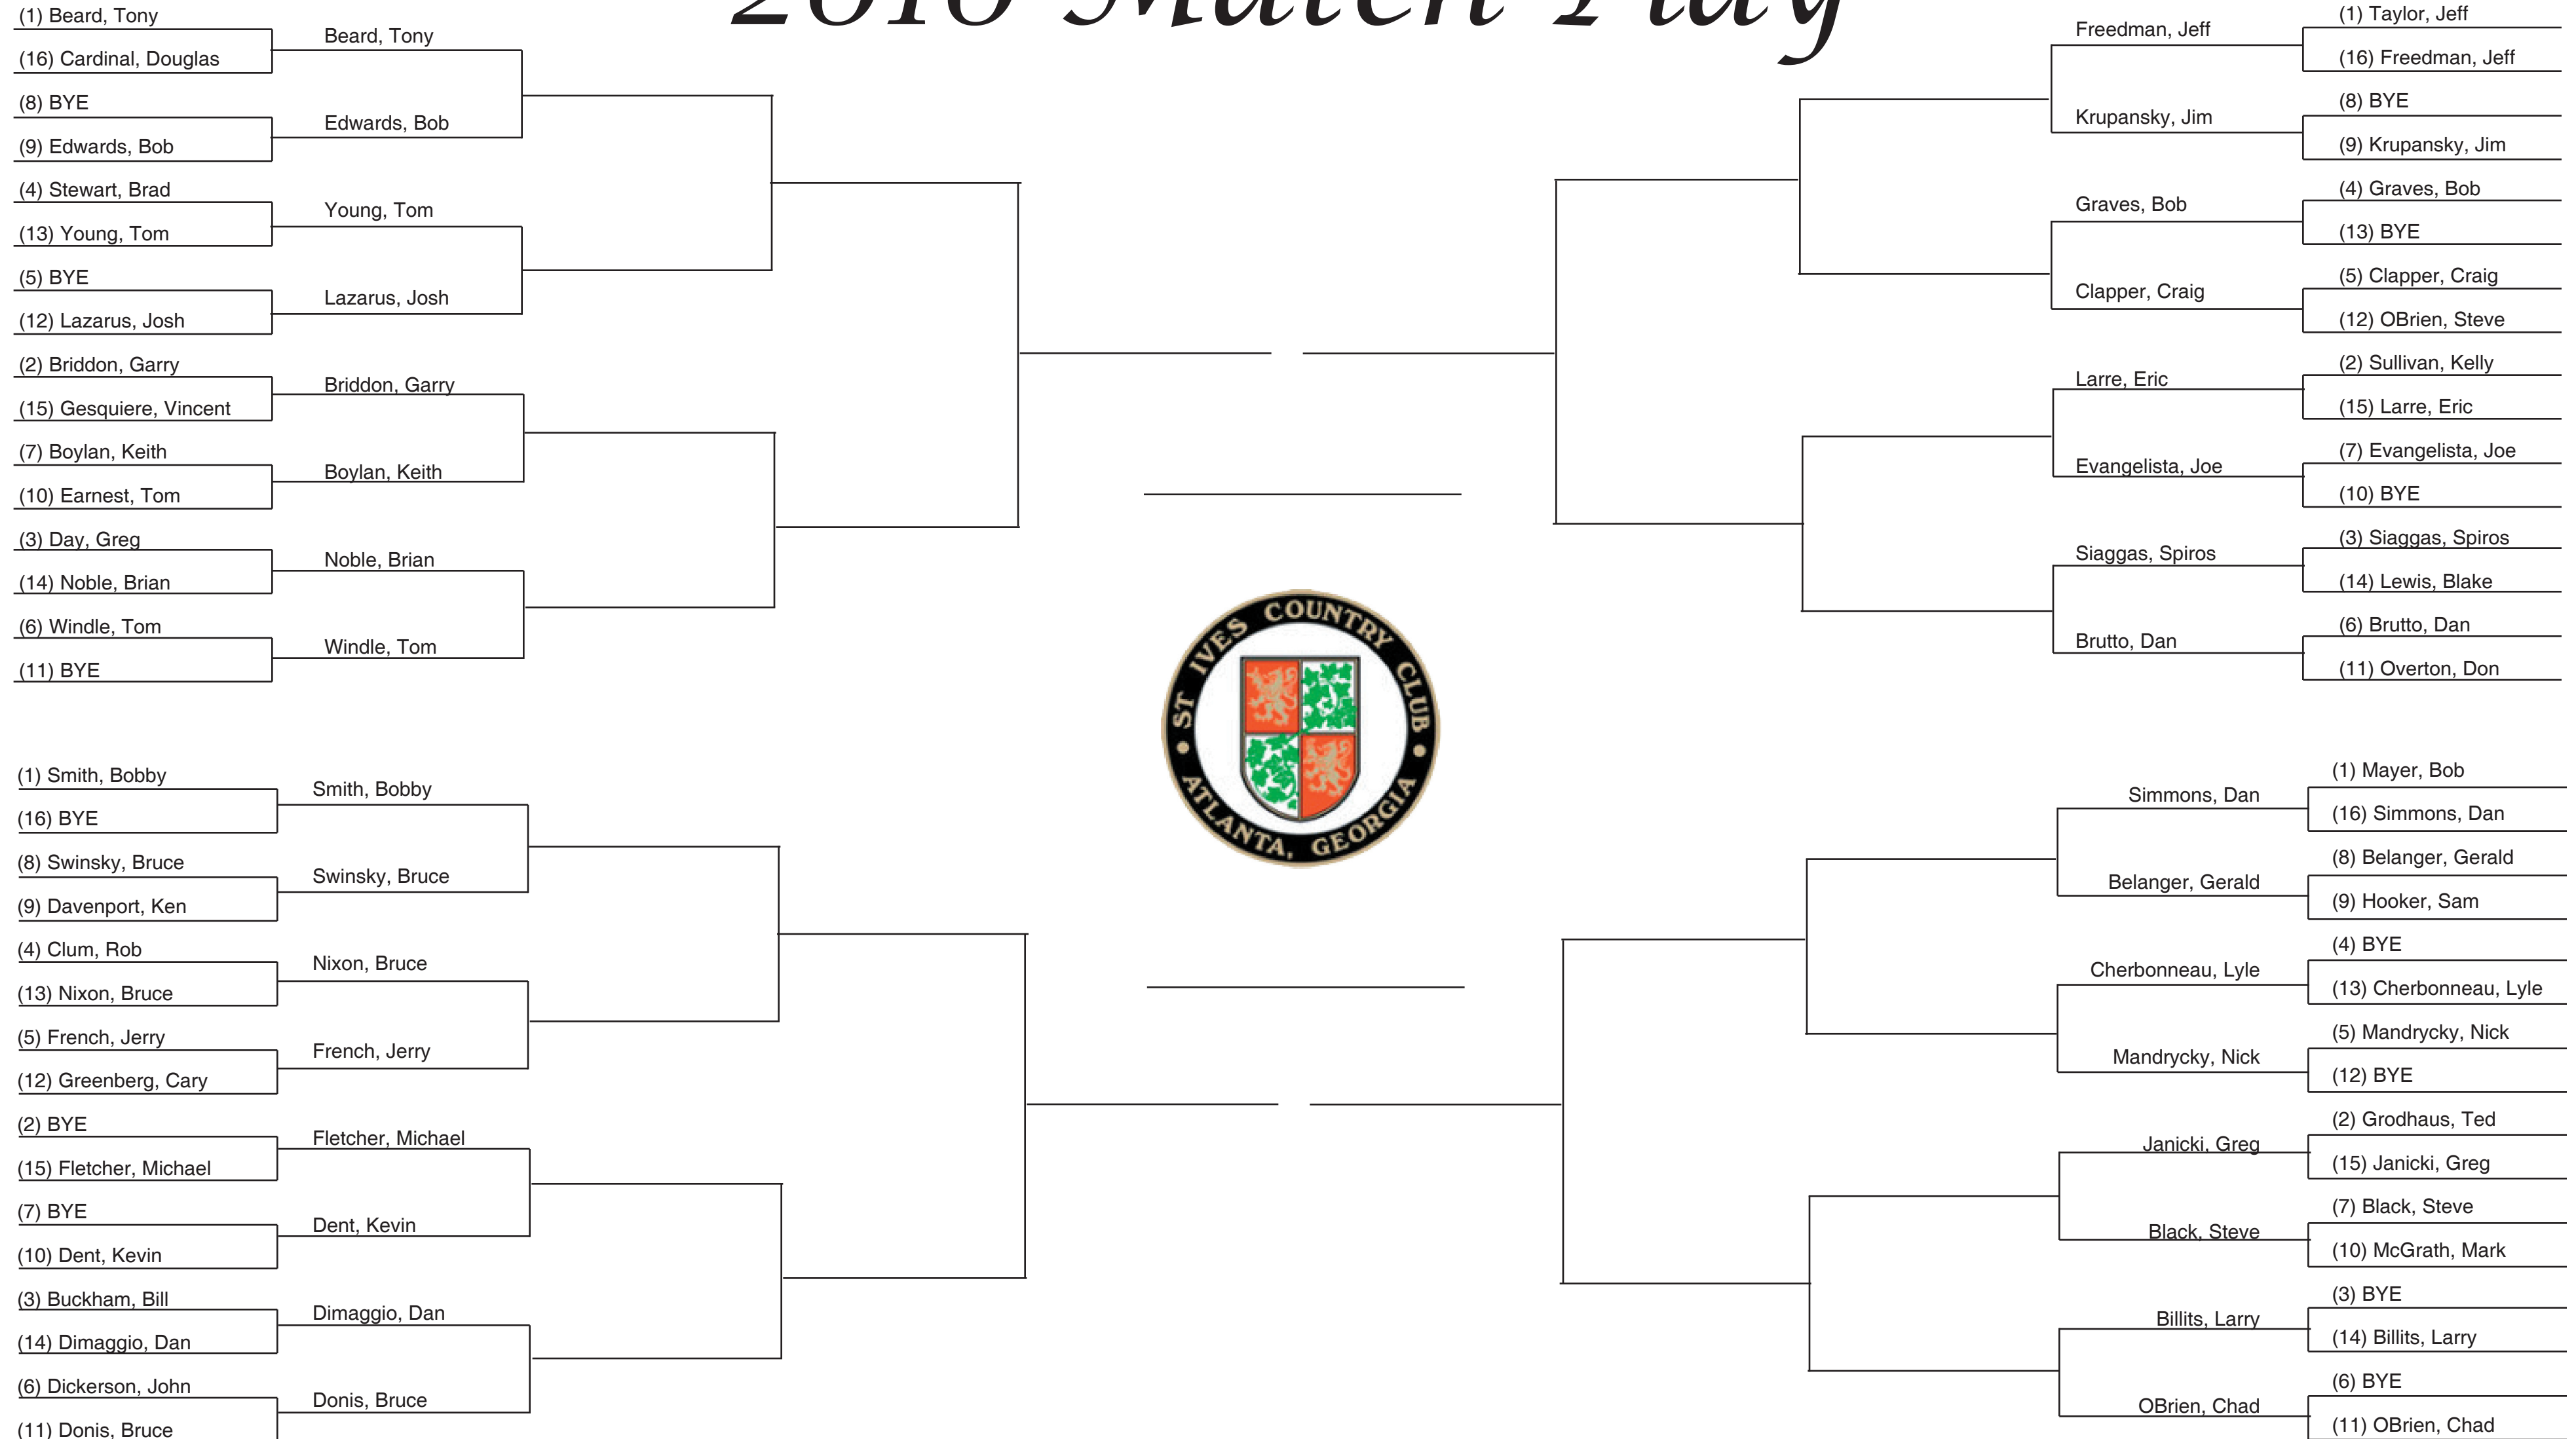 Match Play
(1) Beard, Tony
(16) Cardinal, Douglas
(8) BYE
(9) Edwards, Bob
(4) Stewart, Brad
(13) Young, Tom
(5) BYE
(12) Lazarus, Josh
(2) Briddon, Garry
(15) Gesquiere, Vincent
(7) Boylan, Keith
(10) Earnest, Tom
(3) Day, Greg
(14) Noble, Brian
(6) Windle, Tom
(11) BYE
Beard, Tony
Edwards, Bob
Young, Tom
Lazarus, Josh
Briddon, Garry
Boylan, Keith
Noble, Brian
Windle, Tom
Freedman, Jeff
Krupansky, Jim
Graves, Bob
Clapper, Craig
Larre, Eric
Evangelista, Joe
Siaggas, Spiros
Brutto, Dan
(1) Taylor, Jeff
(16) Freedman, Jeff
(8) BYE
(9) Krupansky, Jim
(4) Graves, Bob
(13) BYE
(5) Clapper, Craig
(12) OBrien, Steve
(2) Sullivan, Kelly
(15) Larre, Eric
(7) Evangelista, Joe
(10) BYE
(3) Siaggas, Spiros
(14) Lewis, Blake
(6) Brutto, Dan
(11) Overton, Don
ST IVES COUNTRY CLUB
ATLANTA, GEORGIA
(1) Smith, Bobby
(16) BYE
(8) Swinsky, Bruce
(9) Davenport, Ken
(4) Clum, Rob
(13) Nixon, Bruce
(5) French, Jerry
(12) Greenberg, Cary
(2) BYE
(15) Fletcher, Michael
(7) BYE
(10) Dent, Kevin
(3) Buckham, Bill
(14) Dimaggio, Dan
(6) Dickerson, John
(11) Donis, Bruce
Smith, Bobby
Swinsky, Bruce
Nixon, Bruce
French, Jerry
Fletcher, Michael
Dent, Kevin
Dimaggio, Dan
Donis, Bruce
Simmons, Dan
Belanger, Gerald
Cherbonneau, Lyle
Mandrycky, Nick
Janicki, Greg
Black, Steve
Billits, Larry
OBrien, Chad
(1) Mayer, Bob
(16) Simmons, Dan
(8) Belanger, Gerald
(9) Hooker, Sam
(4) BYE
(13) Cherbonneau, Lyle
(5) Mandrycky, Nick
(12) BYE
(2) Grodhaus, Ted
(15) Janicki, Greg
(7) Black, Steve
(10) McGrath, Mark
(3) BYE
(14) Billits, Larry
(6) BYE
(11) OBrien, Chad